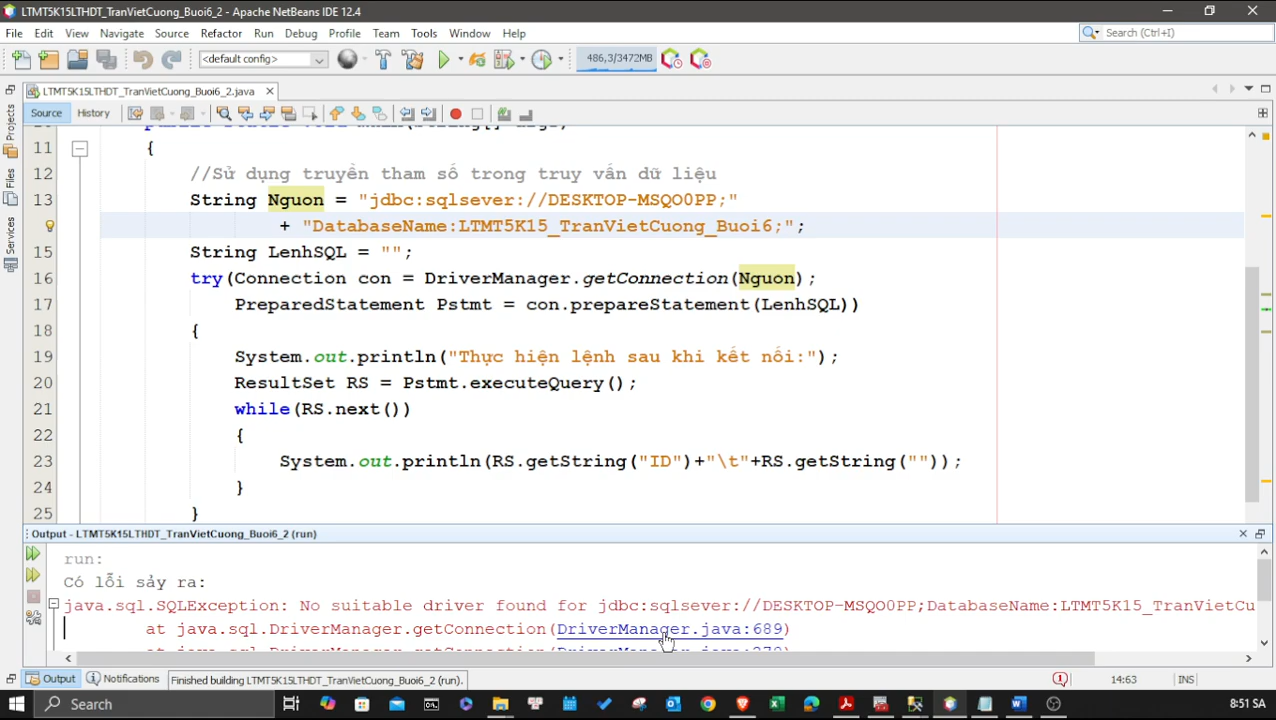 LTMT5K15LTHDT_TranVietCuong_Buoi6_2 - Apache NetBeans IDE 12.4
File Edit View Navigate Source Refactor Run Debug Profile Team Tools Window Help
Search (Ctrl+I)
<default config>
486,3/3472MB
LTMT5K15LTHDT_TranVietCuong_Buoi6_2.java
Source History
Projects
Files
Services
11 {
12 //Sử dụng truyền tham số trong truy vấn dữ liệu
13 String Nguon = "jdbc:sqlsever://DESKTOP-MSQO0PP;"
+ "DatabaseName:LTMT5K15_TranVietCuong_Buoi6;";
15 String LenhSQL = "";
16 try(Connection con = DriverManager.getConnection(Nguon);
17 PreparedStatement Pstmt = con.prepareStatement(LenhSQL))
18 {
19 System.out.println("Thực hiện lệnh sau khi kết nối:");
20 ResultSet RS = Pstmt.executeQuery();
21 while(RS.next())
22 {
23 System.out.println(RS.getString("ID")+"\t"+RS.getString(""));
24 }
25 }
Output - LTMT5K15LTHDT_TranVietCuong_Buoi6_2 (run)
run:
Có lỗi sảy ra:
java.sql.SQLException: No suitable driver found for jdbc:sqlsever://DESKTOP-MSQO0PP;DatabaseName:LTMT5K15_TranVietCu
at java.sql.DriverManager.getConnection(DriverManager.java:689)
Output Notifications Finished building LTMT5K15LTHDT_TranVietCuong_Buoi6_2 (run). 14:63 INS
Search
8:51 SA